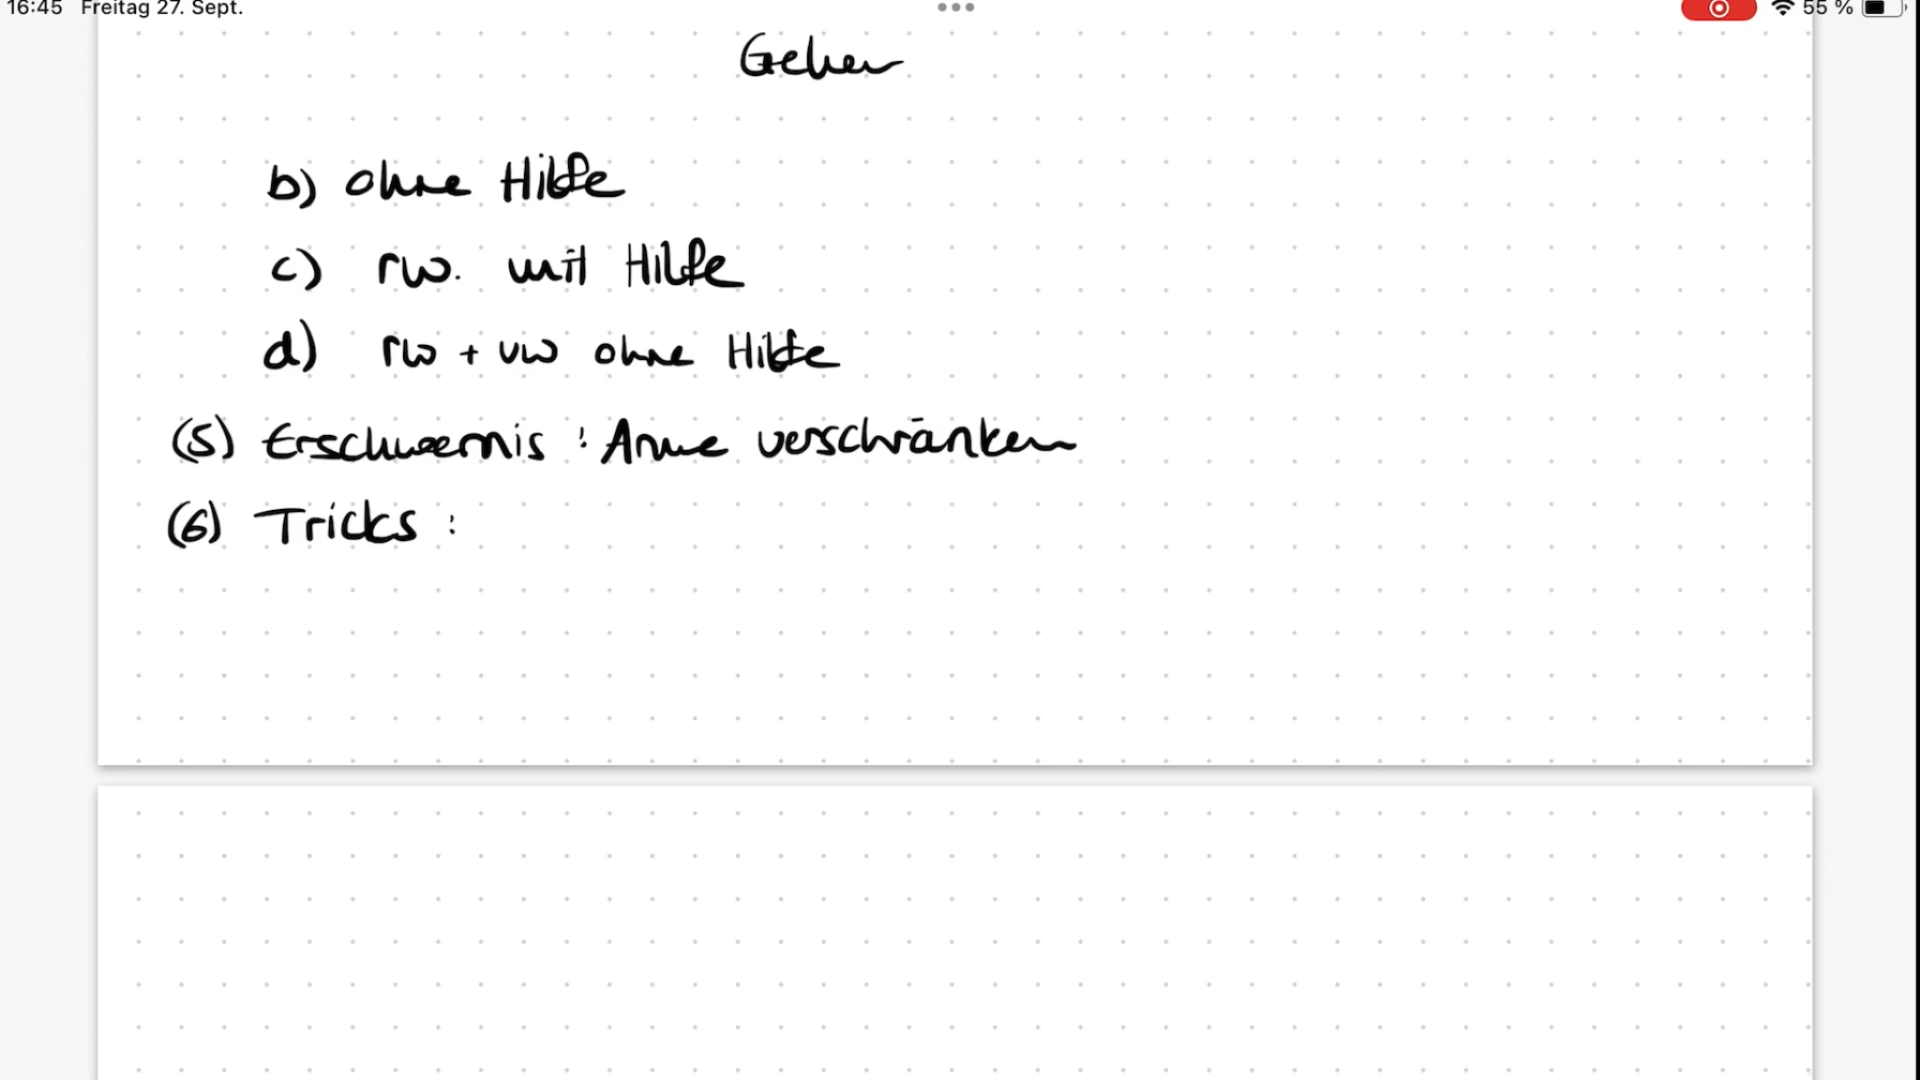 16:45 Freitag 27. Sept. 55 %
Gehen
b) ohne Hilfe
c) rw. mit Hilfe
d) rw + vw ohne Hilfe
(5) Erschwernis : Arme verschränken
(6) Tricks :